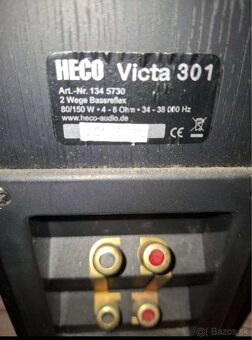 HECO Victa 301
Art.-Nr. 134 5730
2 Wege Bassreflex
80/150 W • 4 - 8 Ohm • 34 - 38 000 Hz
www.heco-audio.de
CE
bazos.sk